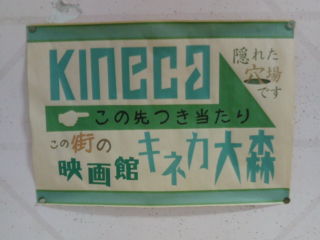 Kineca
隠れた
穴場
です
この先つき当たり
この街の
映画館
キネカ大森